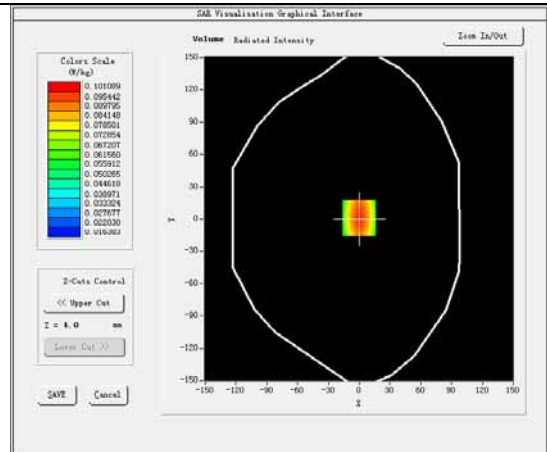 SAR Visualisation Graphical Interface
Volume Radiated Intensity
Zoom In/Out
Colors Scale
(W/kg)
0.101089
0.095442
0.089795
0.084148
0.078501
0.072854
0.067207
0.061560
0.055912
0.050265
0.044618
0.038971
0.033324
0.027677
0.022030
0.016383
Z-Cuts Control
<< Upper Cut
Z = 4.0 mm
Lower Cut >>
SAVE
Cancel
150
120
90
60
30
0
-30
-60
-90
-120
-150
Y
-150 -120 -90 -60 -30 0 30 60 90 120 150
X